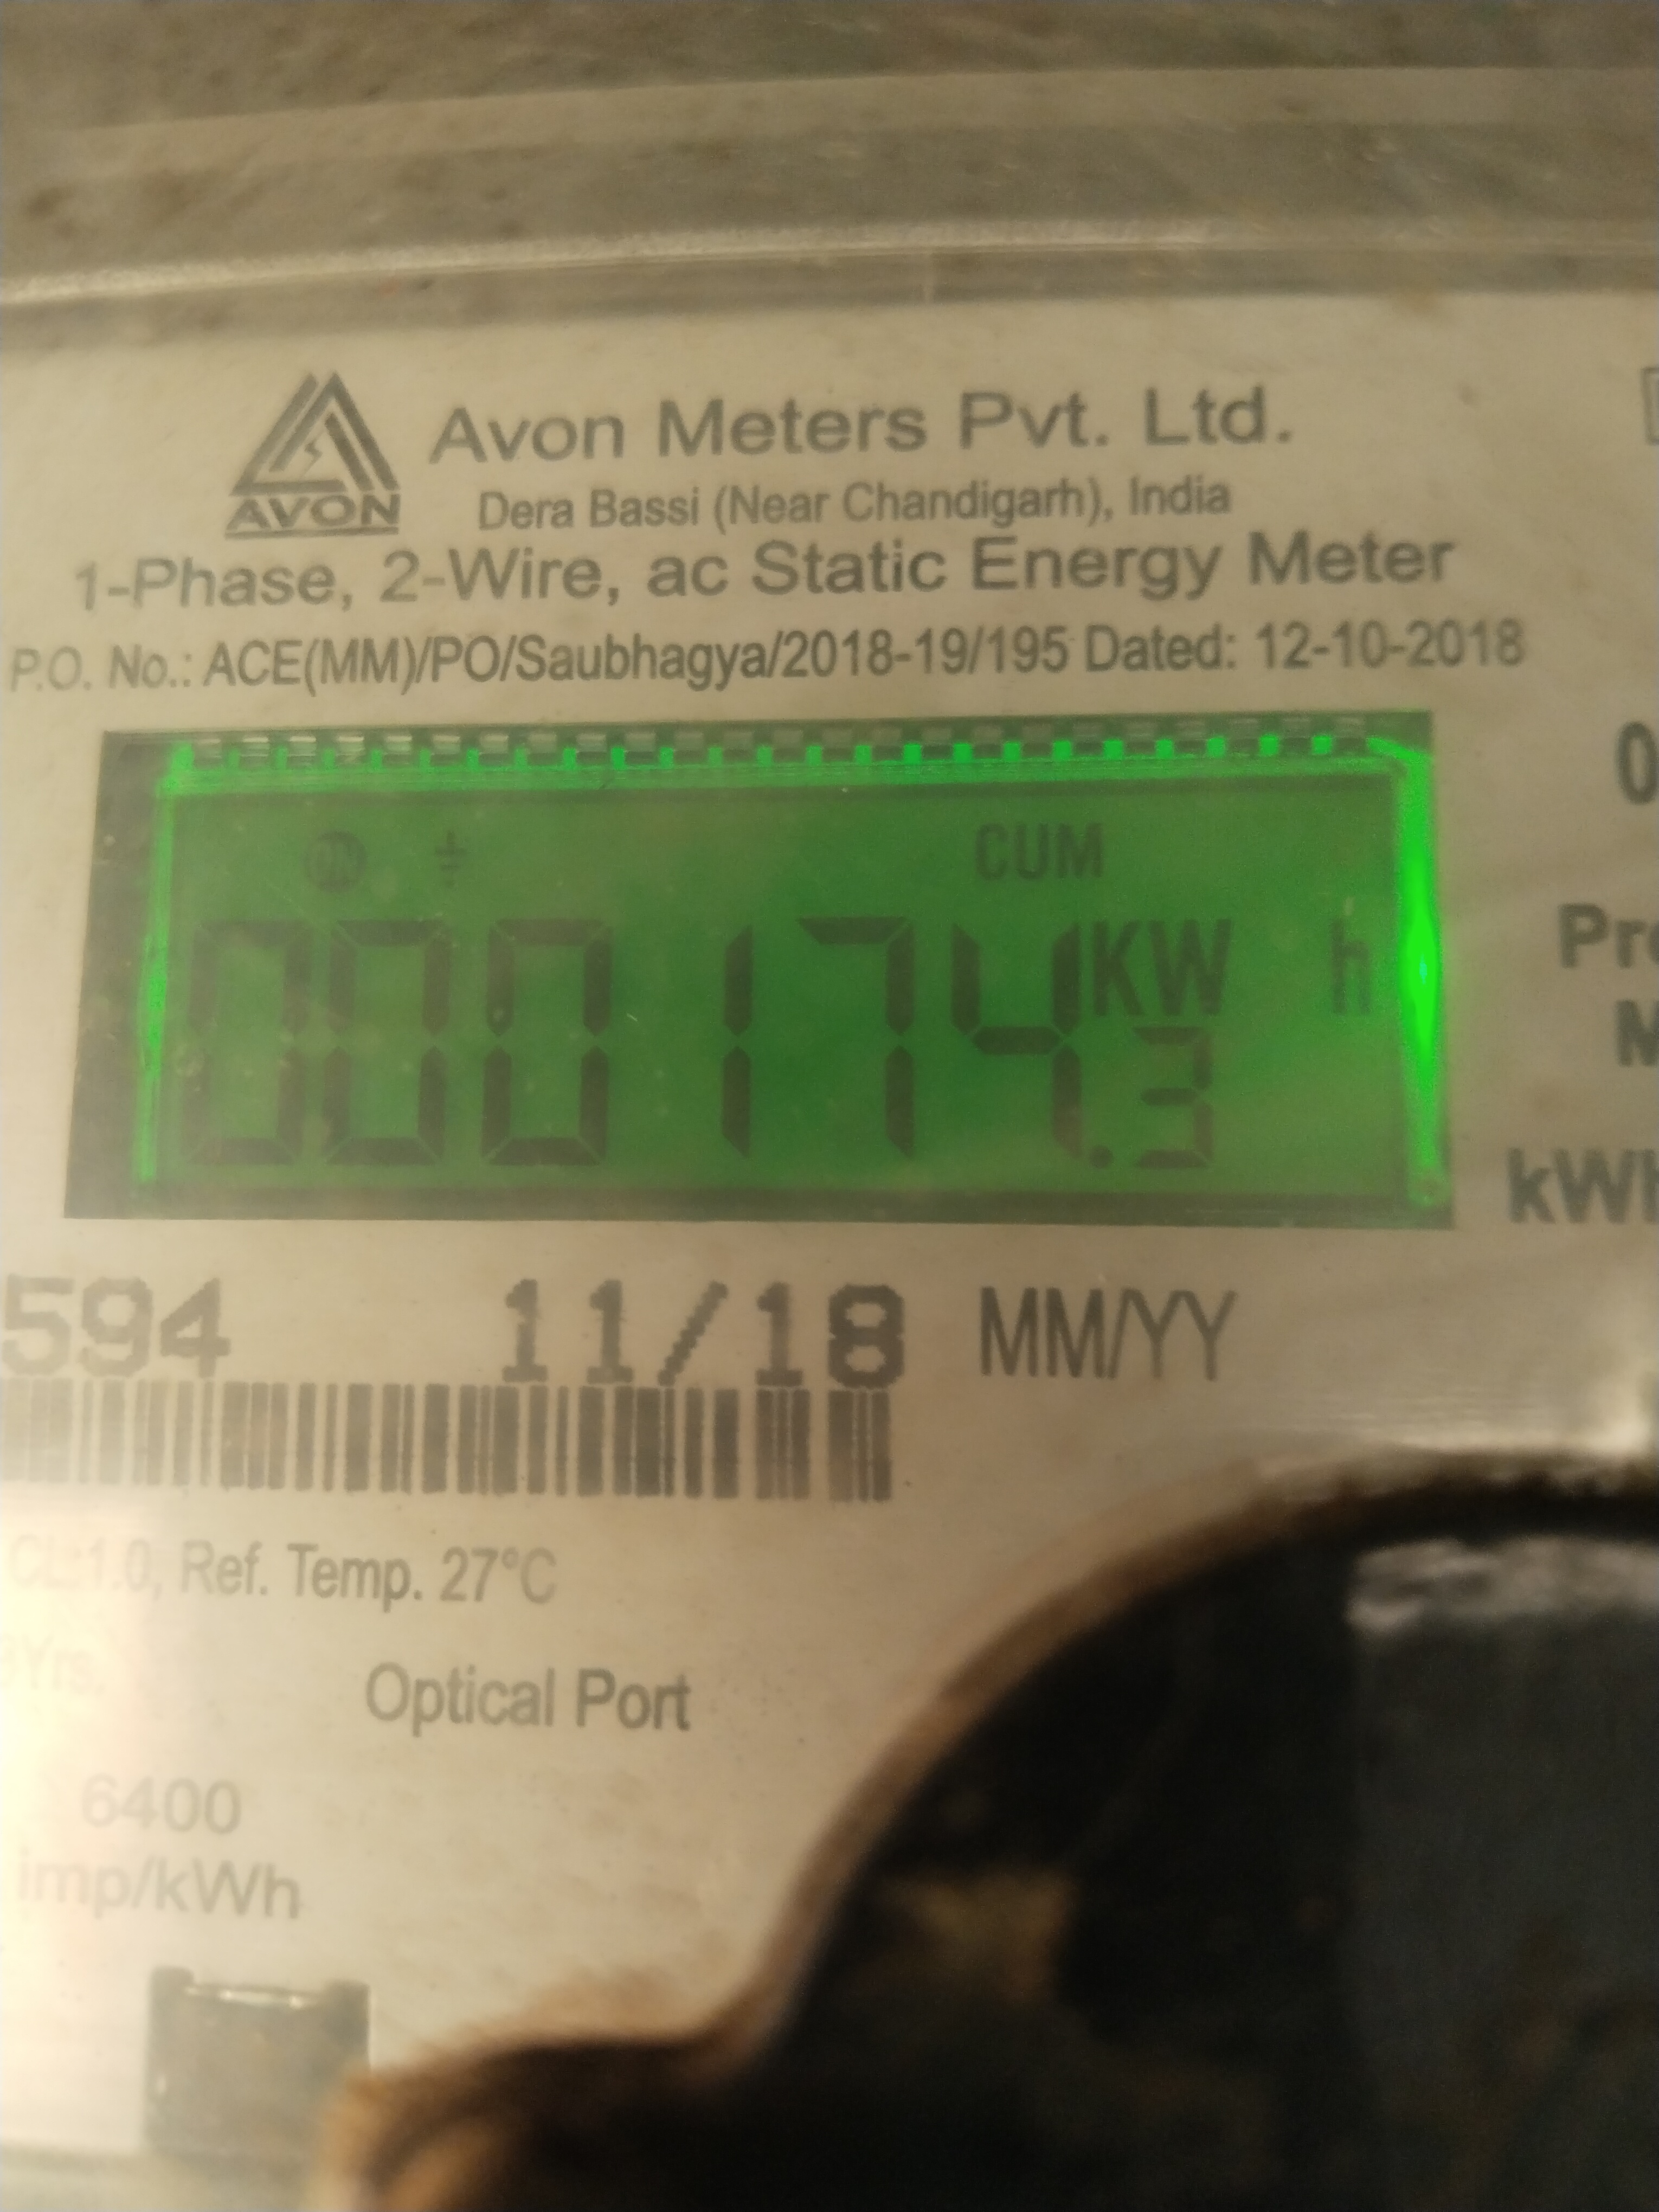 Avon Meters Pvt. Ltd.
AVON
Dera Bassi (Near Chandigarh), India
1-Phase, 2-Wire, ac Static Energy Meter
P.O. No.: ACE(MM)/PO/Saubhagya/2018-19/195 Dated: 12-10-2018
CUM
000174.3 KW h
594 11/18 MM/YY
CL:1.0, Ref. Temp. 27°C
Optical Port
6400
imp/kWh